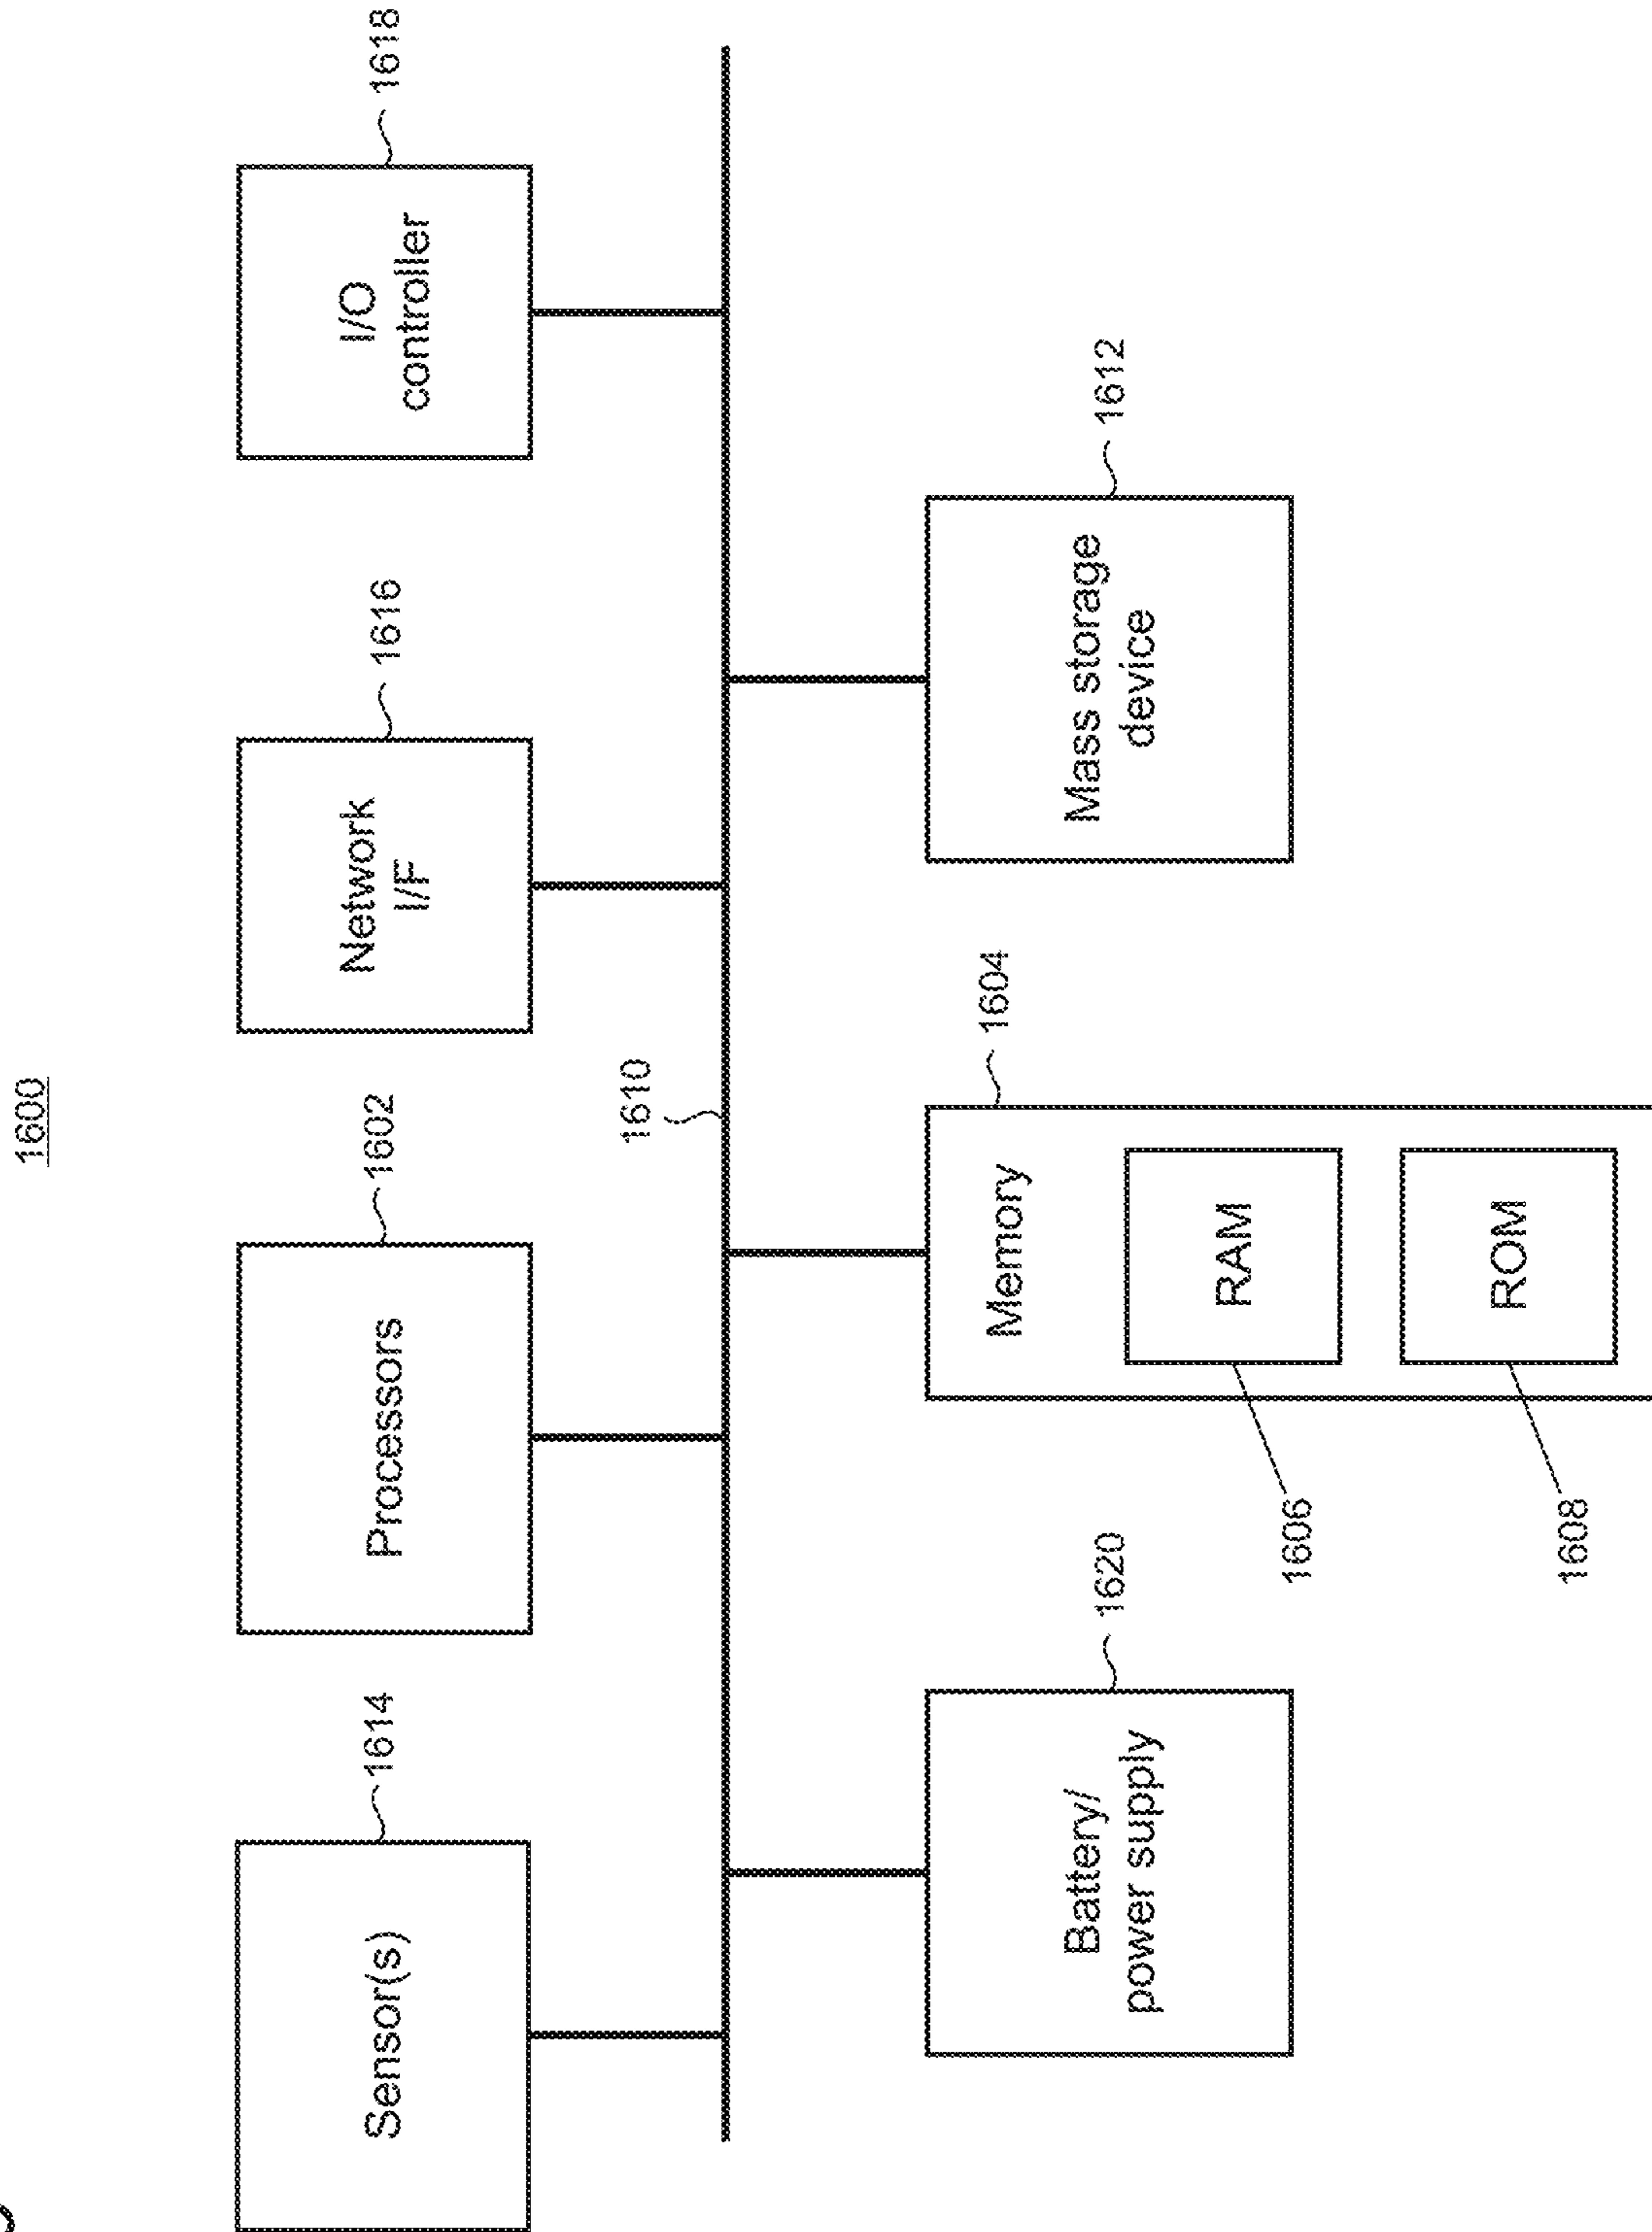 1600
Sensor(s)
1614
Processors
1602
Network
I/F
1616
I/O
controller
1618
1610
Battery/
power supply
1620
Memory
1604
RAM
1606
ROM
1608
Mass storage
device
1612